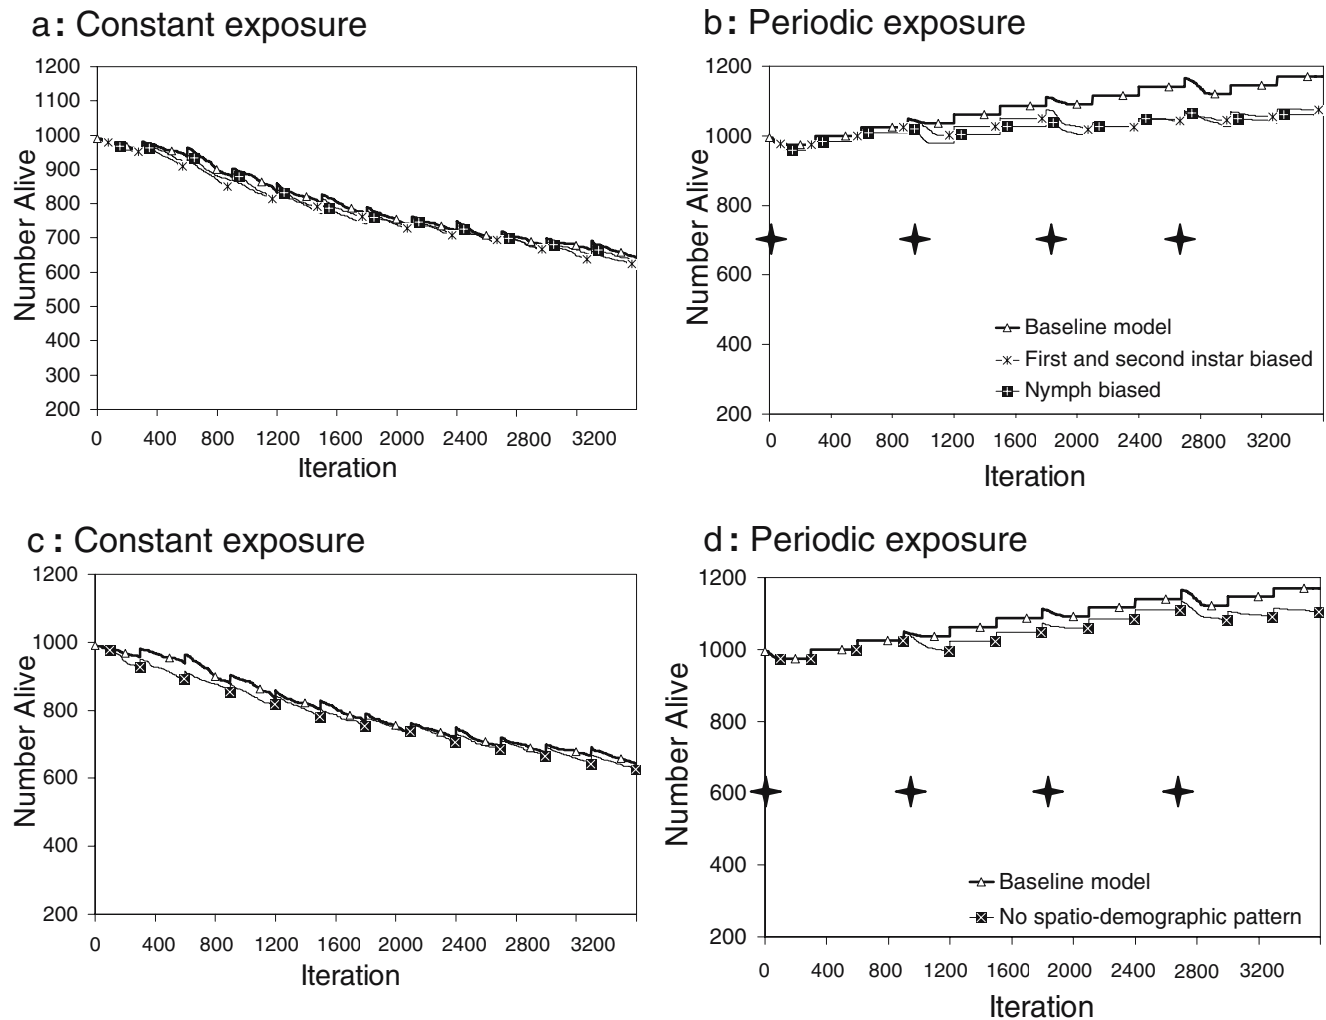 a: Constant exposure
1200
1100
1000
900
800
700
600
500
400
300
200
Number Alive
0 400 800 1200 1600 2000 2400 2800 3200
Iteration
b: Periodic exposure
1200
1000
800
600
400
200
Number Alive
Baseline model
First and second instar biased
Nymph biased
0 400 800 1200 1600 2000 2400 2800 3200
Iteration
c: Constant exposure
1200
1000
800
600
400
200
Number Alive
0 400 800 1200 1600 2000 2400 2800 3200
Iteration
d: Periodic exposure
1200
1000
800
600
400
200
Number Alive
Baseline model
No spatio-demographic pattern
0 400 800 1200 1600 2000 2400 2800 3200
Iteration